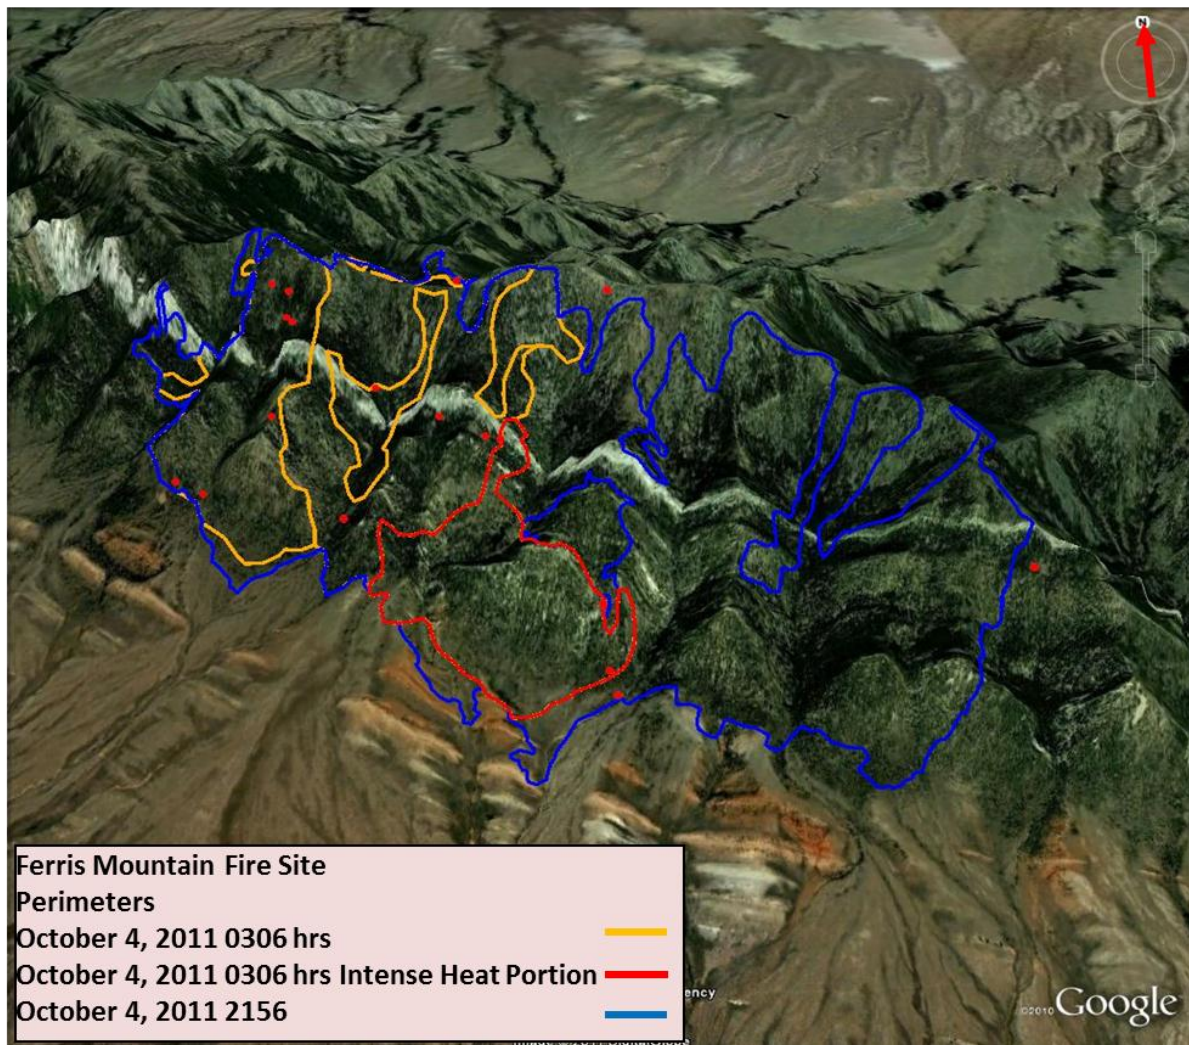 N
Ferris Mountain Fire Site
Perimeters
October 4, 2011 0306 hrs
October 4, 2011 0306 hrs Intense Heat Portion
October 4, 2011 2156
ency
©2010 Google